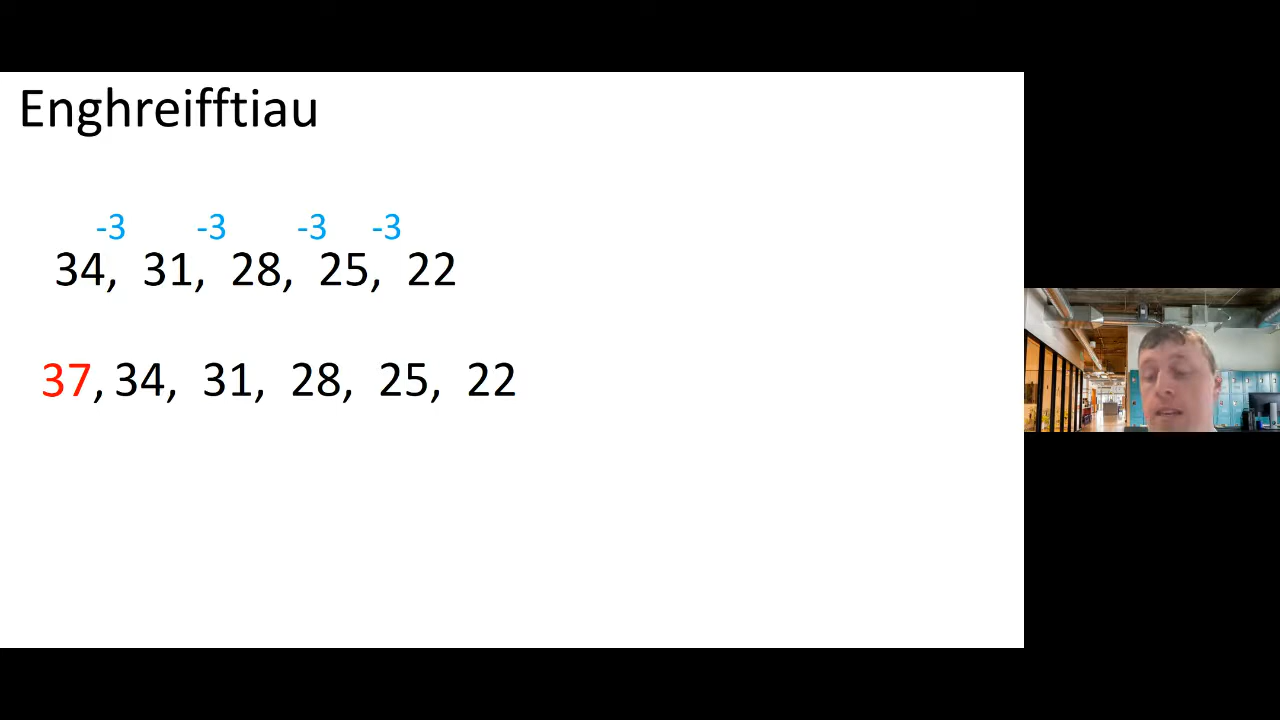 Enghreifftiau
-3 -3 -3 -3
34, 31, 28, 25, 22
37, 34, 31, 28, 25, 22